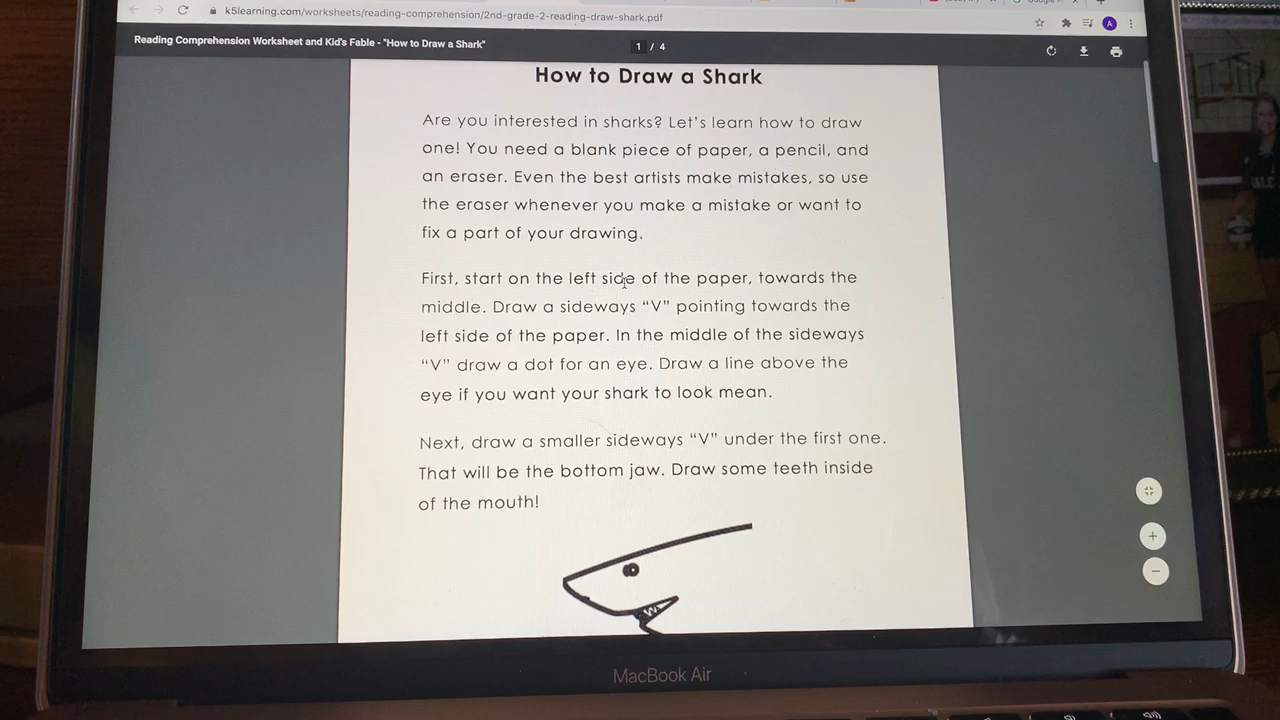 k5learning.com/worksheets/reading-comprehension/2nd-grade-2-reading-draw-shark.pdf
A
Reading Comprehension Worksheet and Kid's Fable - "How to Draw a Shark"
1 / 4
How to Draw a Shark
Are you interested in sharks? Let's learn how to draw
one! You need a blank piece of paper, a pencil, and
an eraser. Even the best artists make mistakes, so use
the eraser whenever you make a mistake or want to
fix a part of your drawing.
First, start on the left side of the paper, towards the
middle. Draw a sideways "V" pointing towards the
left side of the paper. In the middle of the sideways
"V" draw a dot for an eye. Draw a line above the
eye if you want your shark to look mean.
Next, draw a smaller sideways "V" under the first one.
That will be the bottom jaw. Draw some teeth inside
of the mouth!
MacBook Air